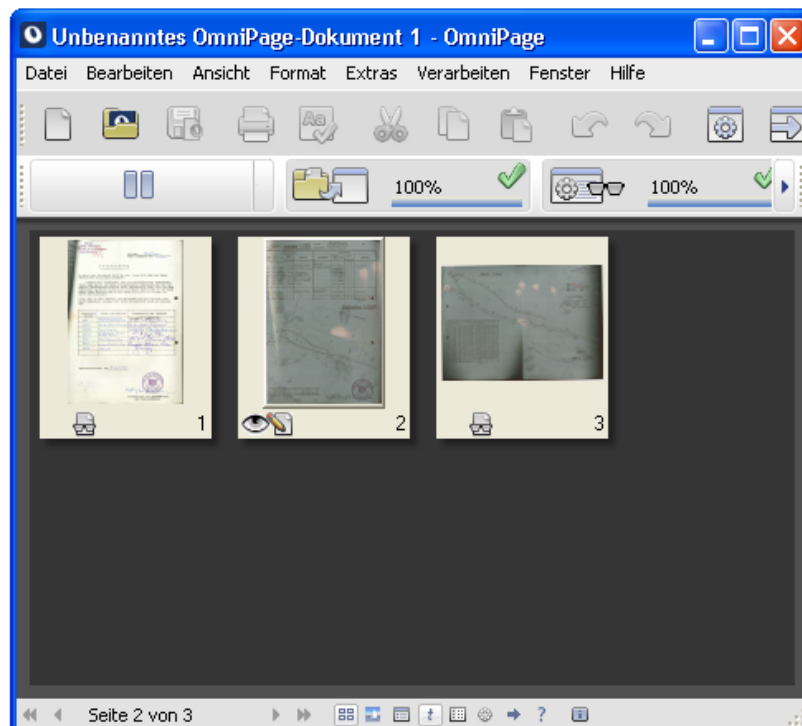 Unbenanntes OmniPage-Dokument 1 - OmniPage
Datei Bearbeiten Ansicht Format Extras Verarbeiten Fenster Hilfe
100% 100%
1 2 3
Seite 2 von 3